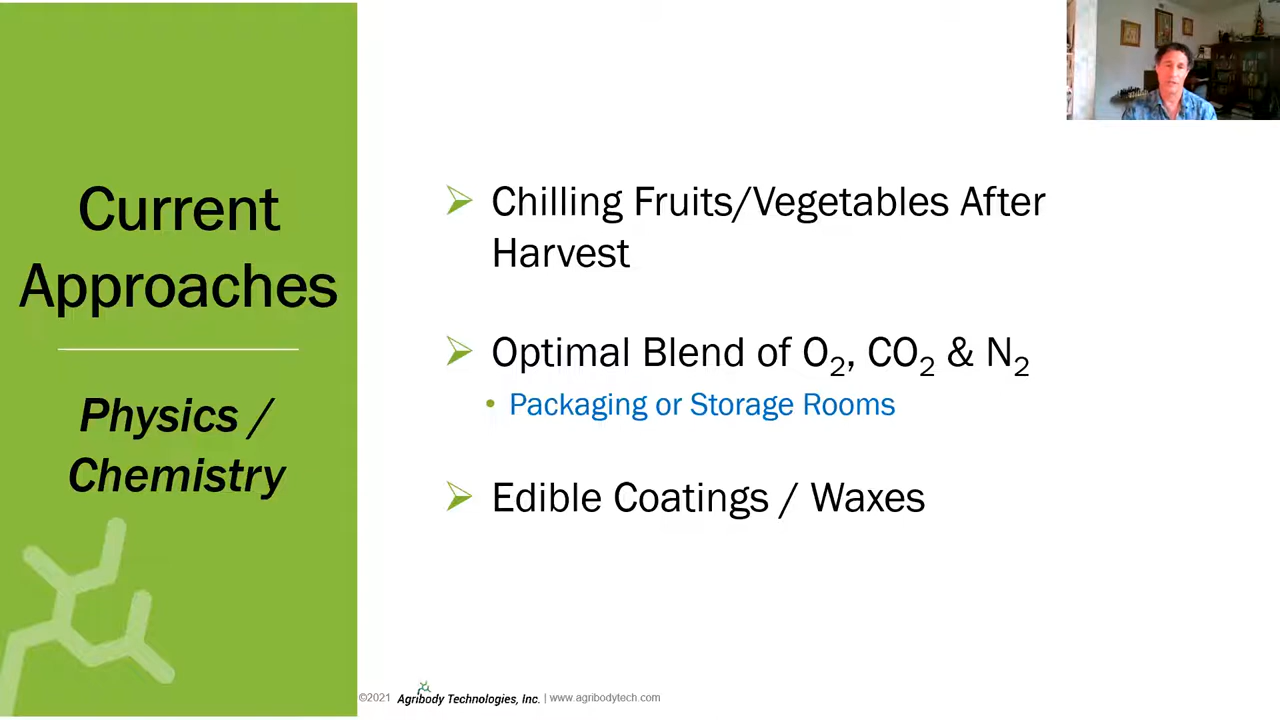 Current
Approaches
Physics /
Chemistry
➢ Chilling Fruits/Vegetables After
Harvest
➢ Optimal Blend of O₂, CO₂ & N₂
• Packaging or Storage Rooms
➢ Edible Coatings / Waxes
©2021 Agribody Technologies, Inc. | www.agribodytech.com